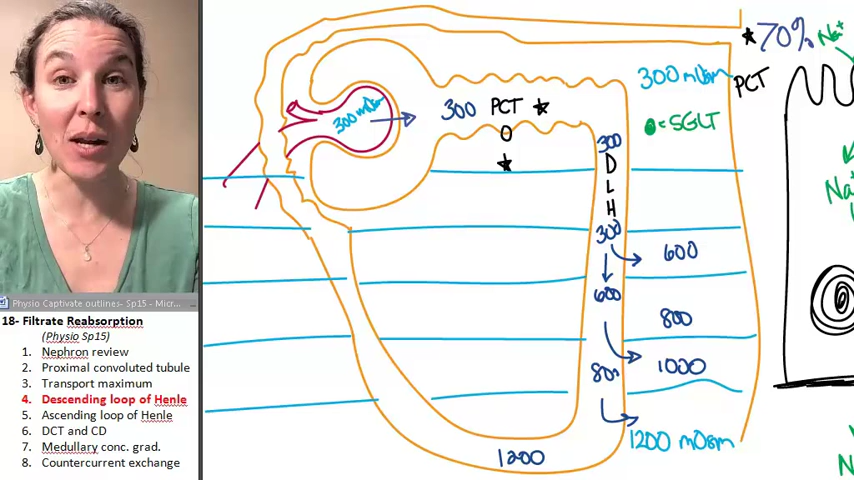 70%
Na+
300 mOsm
PCT
300 mOsm
300
PCT
= SGLT
300
D
L
H
300
600
600
800
800
1000
1200 mOsm
1200
Na+
N
Physio Captivate outlines- Sp15 - Micr...
18- Filtrate Reabsorption
(Physio Sp15)
1. Nephron review
2. Proximal convoluted tubule
3. Transport maximum
4. Descending loop of Henle
5. Ascending loop of Henle
6. DCT and CD
7. Medullary conc. grad.
8. Countercurrent exchange